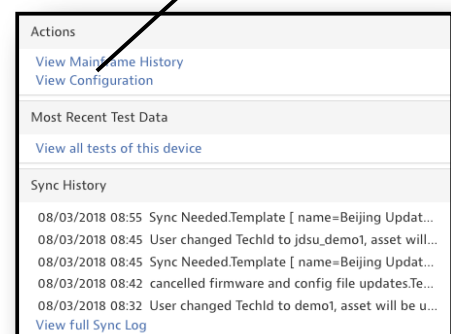 Actions
View Mainframe History
View Configuration
Most Recent Test Data
View all tests of this device
Sync History
08/03/2018 08:55 Sync Needed.Template [ name=Beijing Updat...
08/03/2018 08:45 User changed TechId to jdsu_demo1, asset will...
08/03/2018 08:45 Sync Needed.Template [ name=Beijing Updat...
08/03/2018 08:42 cancelled firmware and config file updates.Te...
08/03/2018 08:32 User changed TechId to demo1, asset will be u...
View full Sync Log